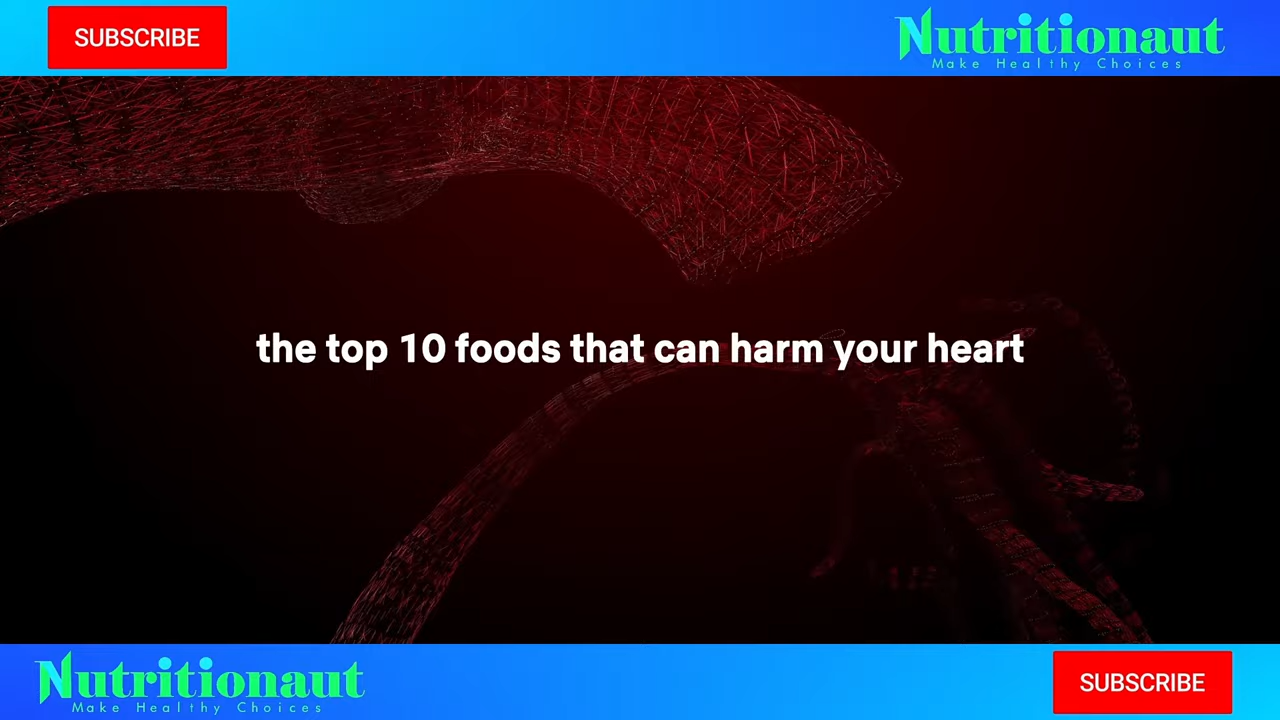 SUBSCRIBE
Nutritionaut
Make Healthy Choices
the top 10 foods that can harm your heart
Nutritionaut
Make Healthy Choices
SUBSCRIBE